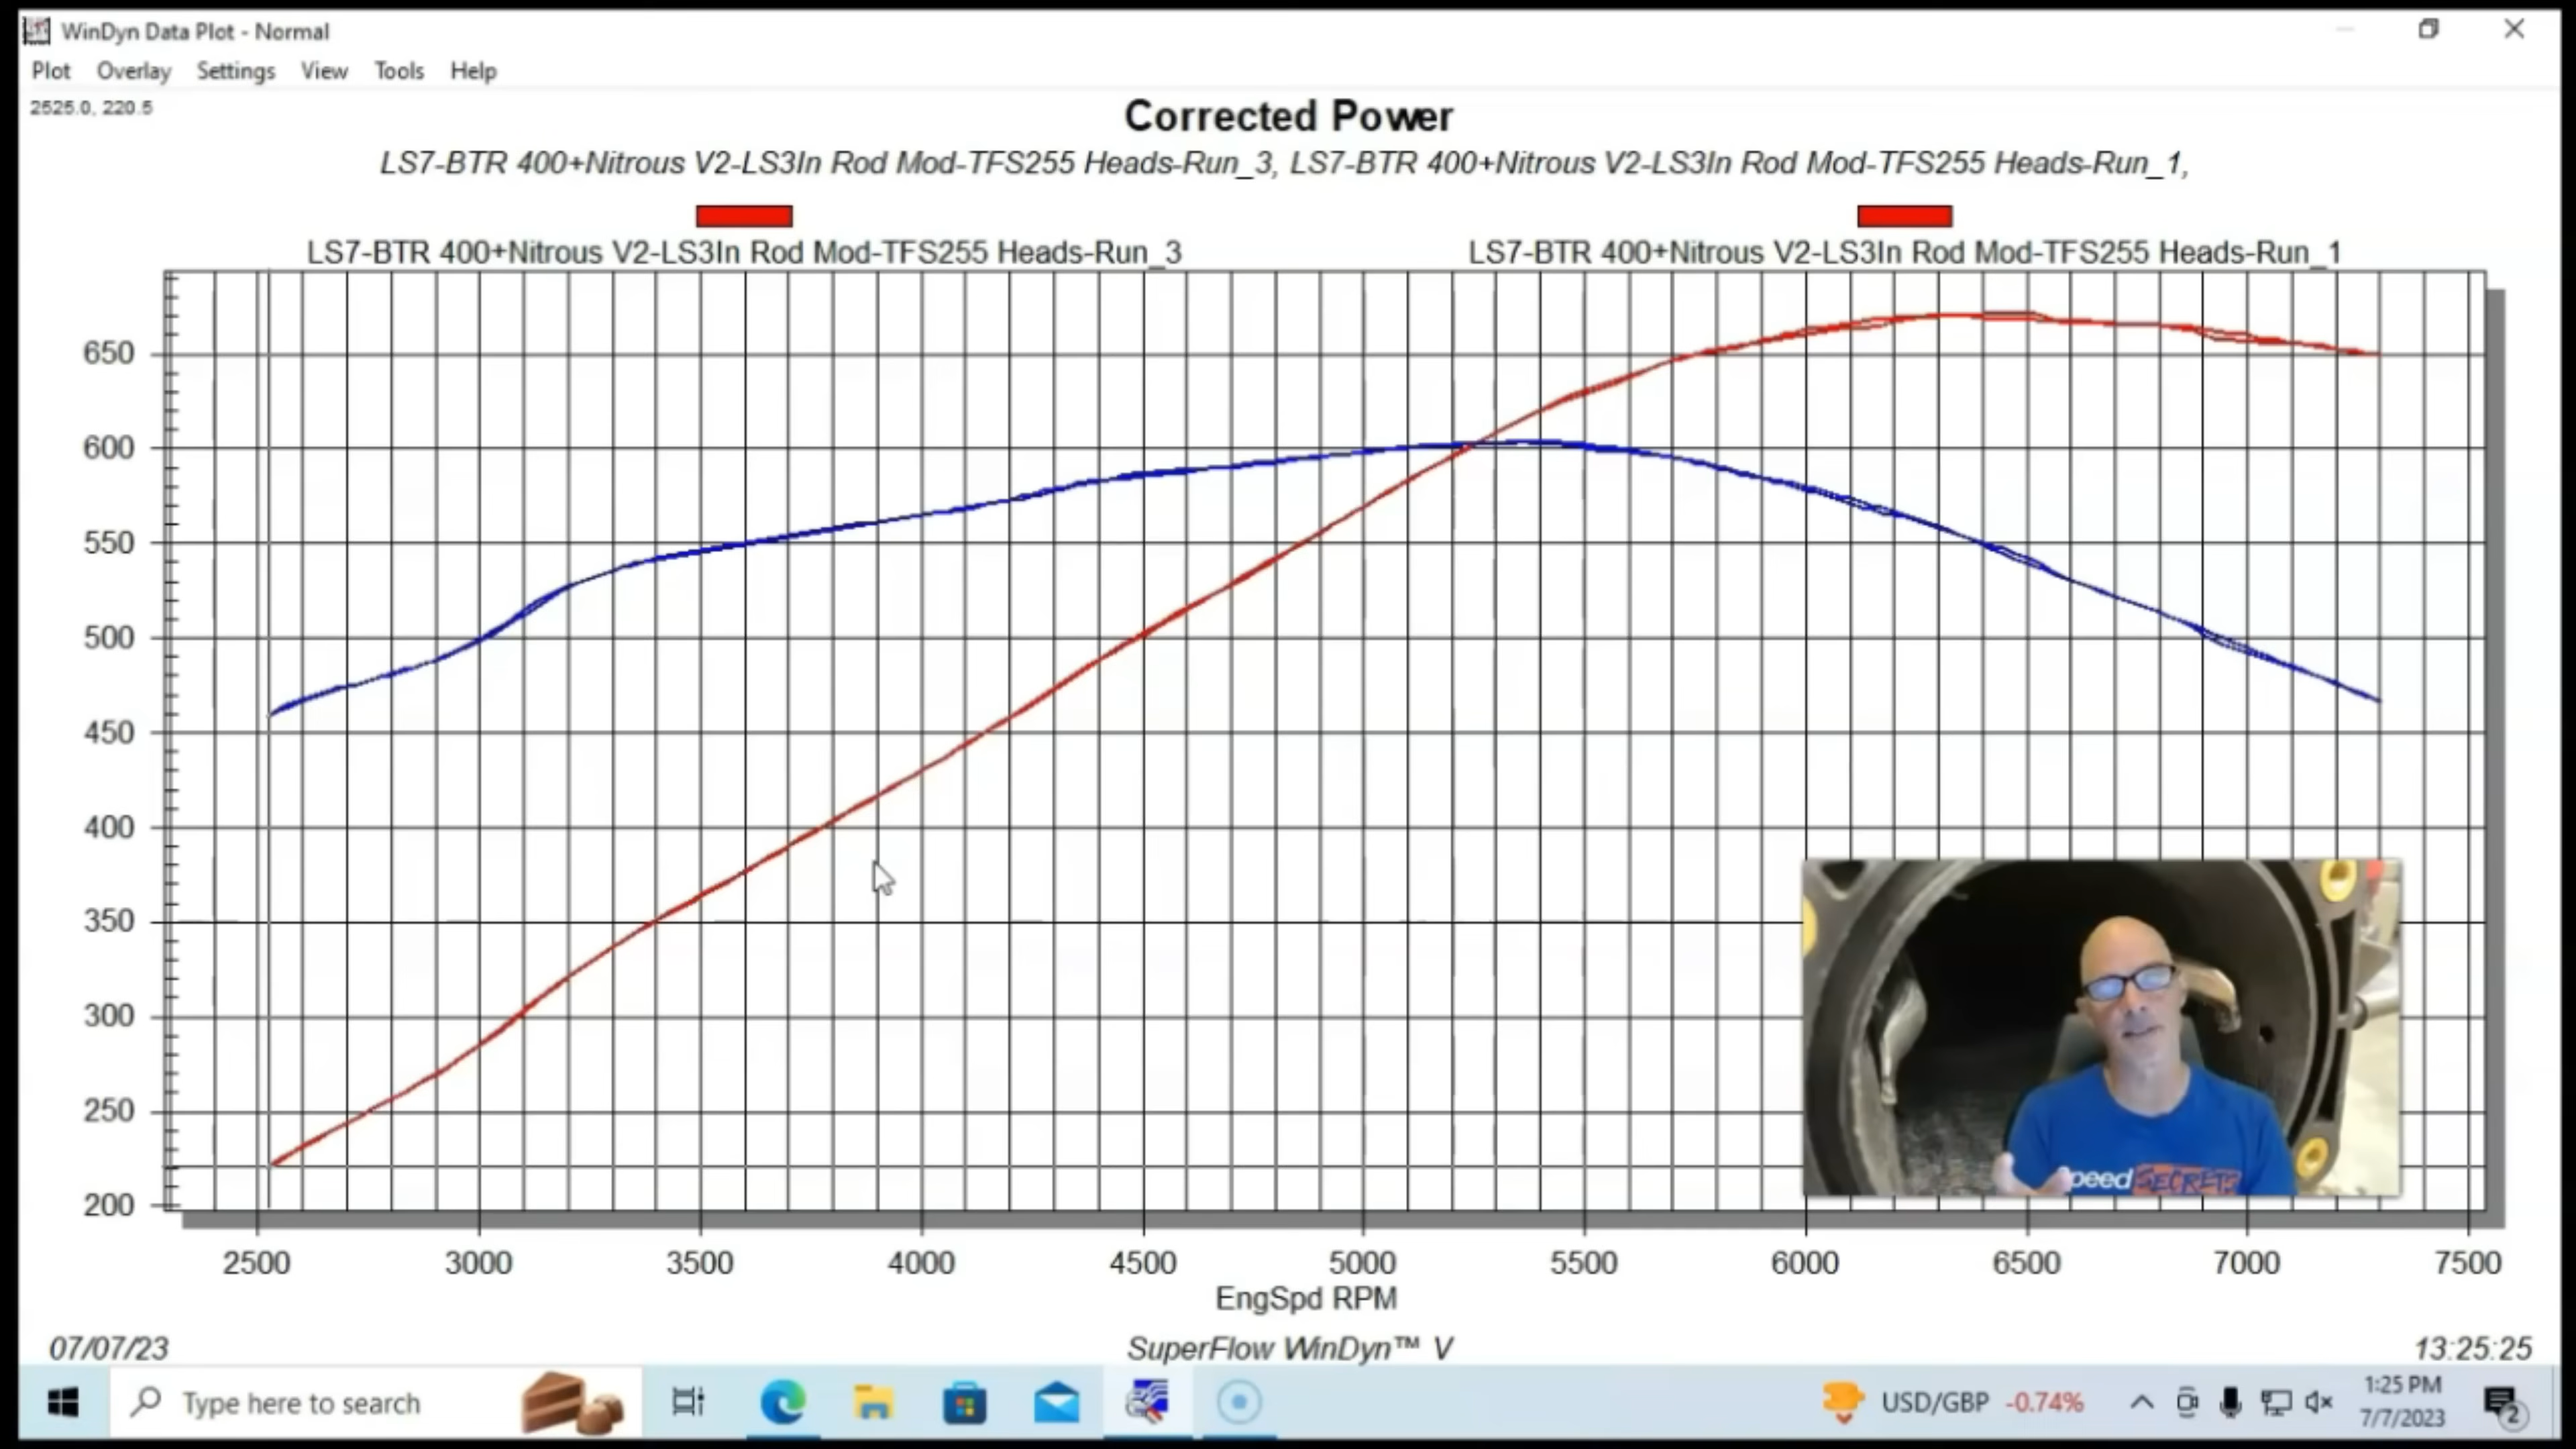 WinDyn Data Plot - Normal
Plot Overlay Settings View Tools Help
2525.0, 220.5
Corrected Power
LS7-BTR 400+Nitrous V2-LS3In Rod Mod-TFS255 Heads-Run_3, LS7-BTR 400+Nitrous V2-LS3In Rod Mod-TFS255 Heads-Run_1,
LS7-BTR 400+Nitrous V2-LS3In Rod Mod-TFS255 Heads-Run_3
LS7-BTR 400+Nitrous V2-LS3In Rod Mod-TFS255 Heads-Run_1
650
600
550
500
450
400
350
300
250
200
2500 3000 3500 4000 4500 5000 5500 6000 6500 7000 7500
EngSpd RPM
peed SECRETS
07/07/23
SuperFlow WinDyn™ V
13:25:25
Type here to search
USD/GBP -0.74%
1:25 PM
7/7/2023
2